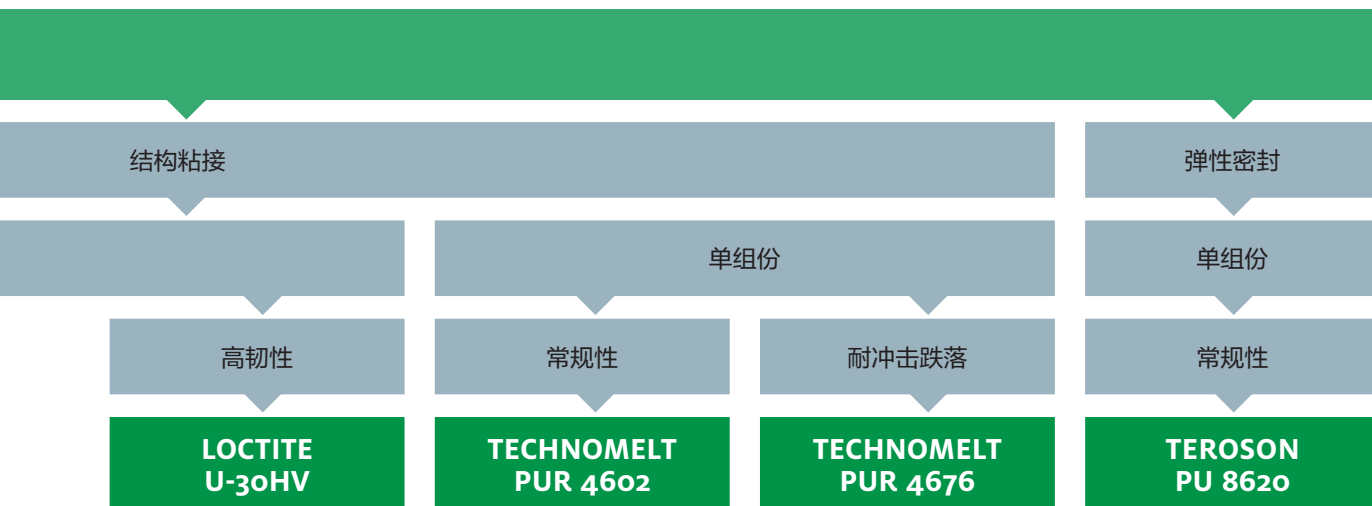 结构粘接
弹性密封
单组份
单组份
高韧性
常规性
耐冲击跌落
常规性
LOCTITE
U-30HV
TECHNOMELT
PUR 4602
TECHNOMELT
PUR 4676
TEROSON
PU 8620